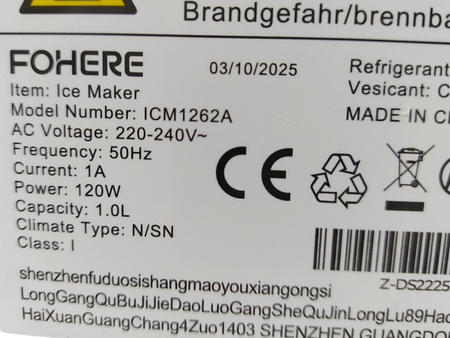 Brandgefahr/brennba
FOHERE
03/10/2025
Refrigerant
Item: Ice Maker
Vesicant: C
Model Number: ICM1262A
MADE IN C
AC Voltage: 220-240V~
Frequency: 50Hz
Current: 1A
Power: 120W
CE
Capacity: 1.0L
Climate Type: N/SN
Class: I
Z-DS2225
shenzhenfuduosishangmaoyouxiangongsi
LongGangQuBuJiJieDaoLuoGangSheQuJinLongLu89Hao
HaiXuanGuangChang4Zuo1403 SHENZHEN GUANGDO